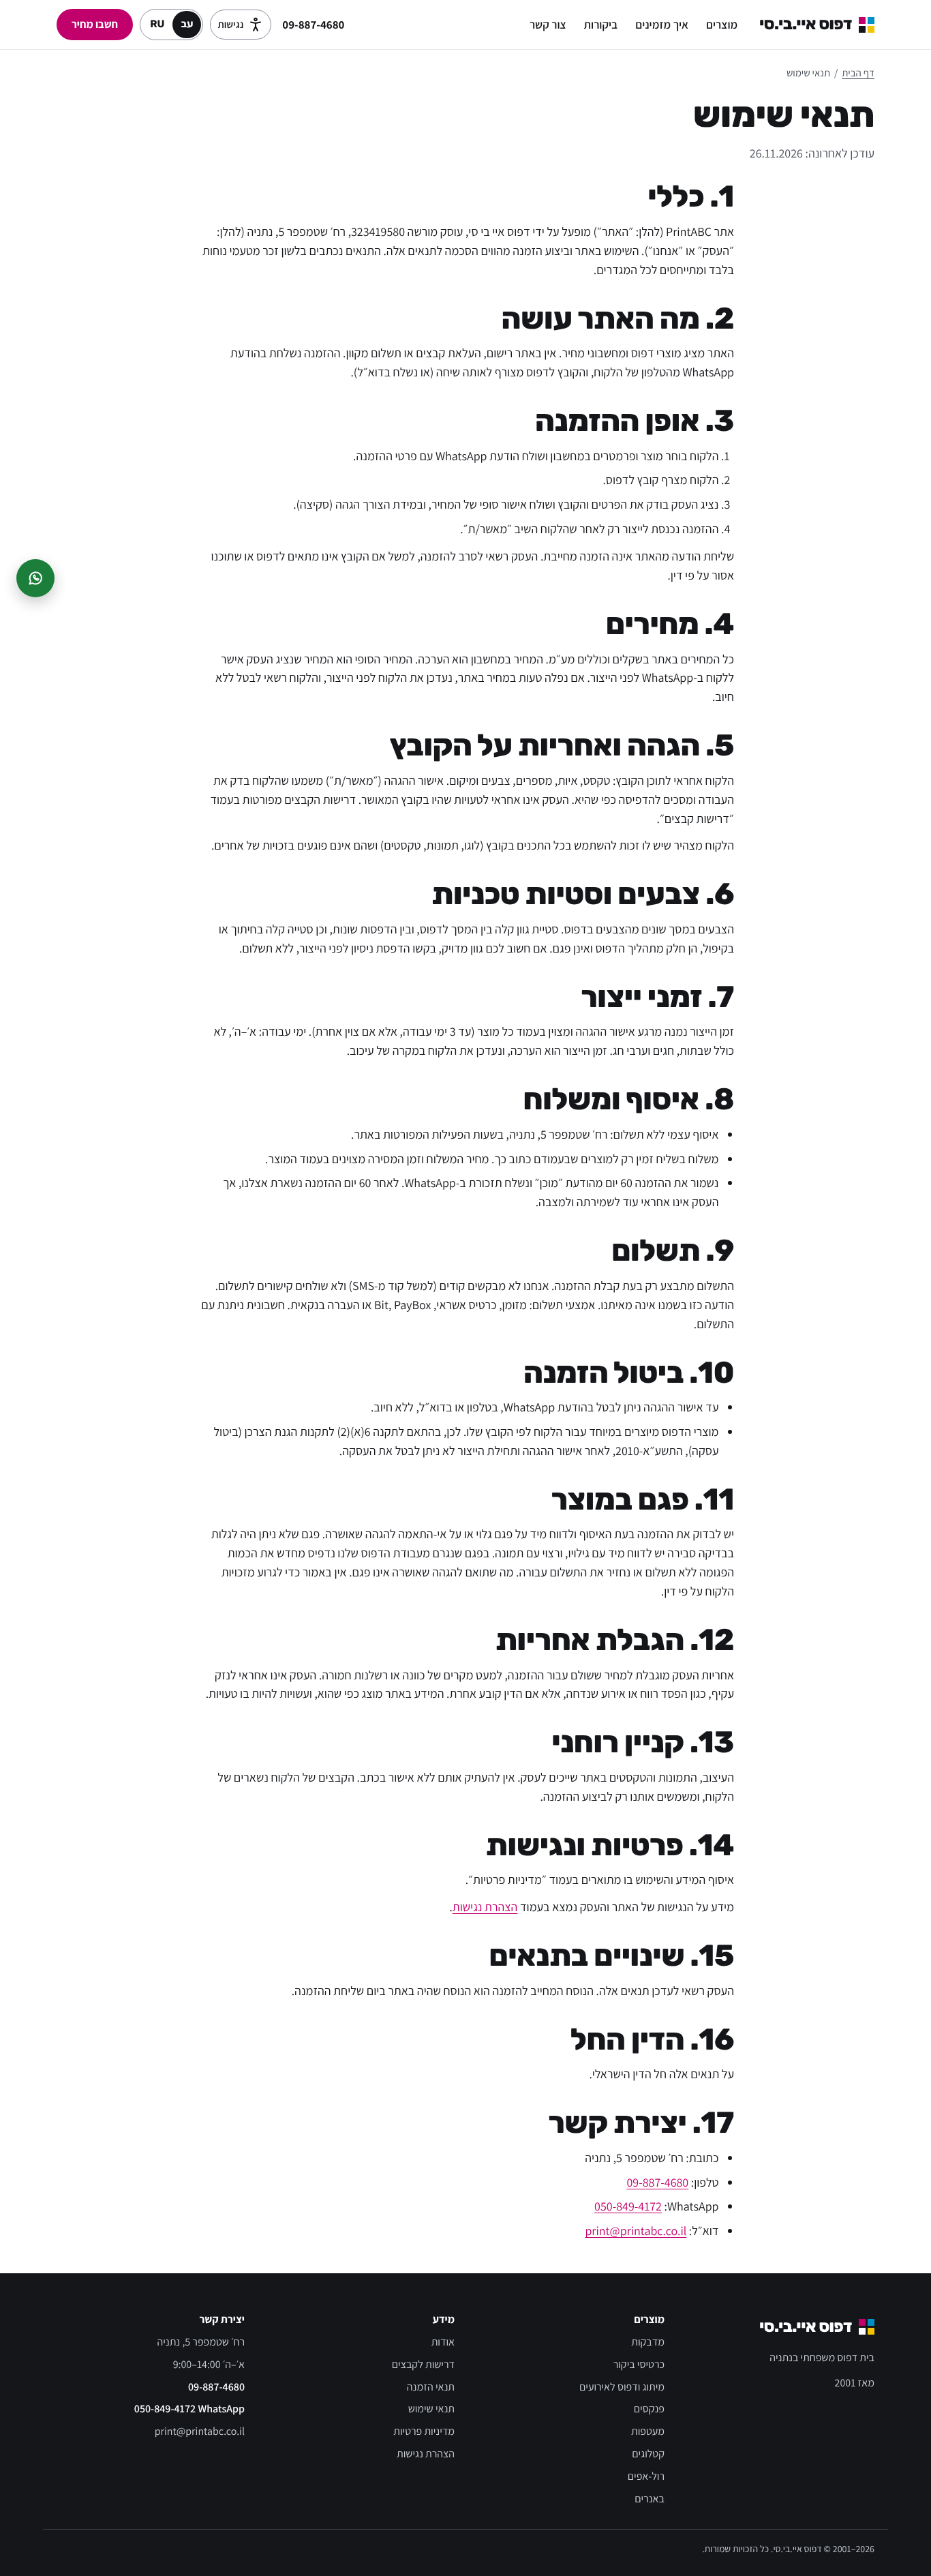 דפוס איי.בי.סי
מוצרים
איך מזמינים
ביקורות
צור קשר
09-887-4680
נגישות
עב
RU
חשבו מחיר
דף הבית / תנאי שימוש
תנאי שימוש
עודכן לאחרונה: 26.11.2026
1. כללי
אתר PrintABC (להלן: ״האתר״) מופעל על ידי דפוס איי בי סי, עוסק מורשה 323419580, רח׳ שטמפפר 5, נתניה (להלן:
״העסק״ או ״אנחנו״). השימוש באתר וביצוע הזמנה מהווים הסכמה לתנאים אלה. התנאים נכתבים בלשון זכר מטעמי נוחות
בלבד ומתייחסים לכל המגדרים.
2. מה האתר עושה
האתר מציג מוצרי דפוס ומחשבוני מחיר. אין באתר רישום, העלאת קבצים או תשלום מקוון. ההזמנה נשלחת בהודעת
WhatsApp מהטלפון של הלקוח, והקובץ לדפוס מצורף לאותה שיחה (או נשלח בדוא״ל).
3. אופן ההזמנה
1. הלקוח בוחר מוצר ופרמטרים במחשבון ושולח הודעת WhatsApp עם פרטי ההזמנה.
2. הלקוח מצרף קובץ לדפוס.
3. נציג העסק בודק את הפרטים והקובץ ושולח אישור סופי של המחיר, ובמידת הצורך הגהה (סקיצה).
4. ההזמנה נכנסת לייצור רק לאחר שהלקוח השיב ״מאשר/ת״.
שליחת הודעה מהאתר אינה הזמנה מחייבת. העסק רשאי לסרב להזמנה, למשל אם הקובץ אינו מתאים לדפוס או שתוכנו
אסור על פי דין.
4. מחירים
כל המחירים באתר בשקלים וכוללים מע״מ. המחיר במחשבון הוא הערכה. המחיר הסופי הוא המחיר שנציג העסק אישר
ללקוח ב-WhatsApp לפני הייצור. אם נפלה טעות במחיר באתר, נעדכן את הלקוח לפני הייצור, והלקוח רשאי לבטל ללא
חיוב.
5. הגהה ואחריות על הקובץ
הלקוח אחראי לתוכן הקובץ: טקסט, איות, מספרים, צבעים ומיקום. אישור ההגהה (״מאשר/ת״) משמעו שהלקוח בדק את
העבודה ומסכים להדפיסה כפי שהיא. העסק אינו אחראי לטעויות שהיו בקובץ המאושר. דרישות הקבצים מפורטות בעמוד
״דרישות קבצים״.
הלקוח מצהיר שיש לו זכות להשתמש בכל התכנים בקובץ (לוגו, תמונות, טקסטים) ושהם אינם פוגעים בזכויות של אחרים.
6. צבעים וסטיות טכניות
הצבעים במסך שונים מהצבעים בדפוס. סטיית גוון קלה בין המסך לדפוס, ובין הדפסות שונות, וכן סטייה קלה בחיתוך או
בקיפול, הן חלק מתהליך הדפוס ואינן פגם. אם חשוב לכם גוון מדויק, בקשו הדפסת ניסיון לפני הייצור, ללא תשלום.
7. זמני ייצור
זמן הייצור נמנה מרגע אישור ההגהה ומצוין בעמוד כל מוצר (עד 3 ימי עבודה, אלא אם צוין אחרת). ימי עבודה: א׳–ה׳, לא
כולל שבתות, חגים וערבי חג. זמן הייצור הוא הערכה, ונעדכן את הלקוח במקרה של עיכוב.
8. איסוף ומשלוח
• איסוף עצמי ללא תשלום: רח׳ שטמפפר 5, נתניה, בשעות הפעילות המפורטות באתר.
• משלוח בשליח זמין רק למוצרים שבעמודם כתוב כך. מחיר המשלוח וזמן המסירה מצוינים בעמוד המוצר.
• נשמור את ההזמנה 60 יום מהודעת ״מוכן״ ונשלח תזכורת ב-WhatsApp. לאחר 60 יום ההזמנה נשארת אצלנו, אך
העסק אינו אחראי עוד לשמירתה ולמצבה.
9. תשלום
התשלום מתבצע רק בעת קבלת ההזמנה. אנחנו לא מבקשים קודים (למשל קוד מ-SMS) ולא שולחים קישורים לתשלום.
הודעה כזו בשמנו אינה מאיתנו. אמצעי תשלום: מזומן, כרטיס אשראי, Bit, PayBox או העברה בנקאית. חשבונית ניתנת עם
התשלום.
10. ביטול הזמנה
• עד אישור ההגהה ניתן לבטל בהודעת WhatsApp, בטלפון או בדוא״ל, ללא חיוב.
• מוצרי הדפוס מיוצרים במיוחד עבור הלקוח לפי הקובץ שלו. לכן, בהתאם לתקנה 6(א)(2) לתקנות הגנת הצרכן (ביטול
עסקה), התשע״א-2010, לאחר אישור ההגהה ותחילת הייצור לא ניתן לבטל את העסקה.
11. פגם במוצר
יש לבדוק את ההזמנה בעת האיסוף ולדווח מיד על פגם גלוי או על אי-התאמה להגהה שאושרה. פגם שלא ניתן היה לגלות
בבדיקה סבירה יש לדווח מיד עם גילויו, ורצוי עם תמונה. בפגם שנגרם מעבודת הדפוס שלנו נדפיס מחדש את הכמות
הפגומה ללא תשלום או נחזיר את התשלום עבורה. מה שתואם להגהה שאושרה אינו פגם. אין באמור כדי לגרוע מזכויות
הלקוח על פי דין.
12. הגבלת אחריות
אחריות העסק מוגבלת למחיר ששולם עבור ההזמנה, למעט מקרים של כוונה או רשלנות חמורה. העסק אינו אחראי לנזק
עקיף, כגון הפסד רווח או אירוע שנדחה, אלא אם הדין קובע אחרת. המידע באתר מוצג כפי שהוא, ועשויות להיות בו טעויות.
13. קניין רוחני
העיצוב, התמונות והטקסטים באתר שייכים לעסק. אין להעתיק אותם ללא אישור בכתב. הקבצים של הלקוח נשארים של
הלקוח, ומשמשים אותנו רק לביצוע ההזמנה.
14. פרטיות ונגישות
איסוף המידע והשימוש בו מתוארים בעמוד ״מדיניות פרטיות״.
מידע על הנגישות של האתר והעסק נמצא בעמוד הצהרת נגישות.
15. שינויים בתנאים
העסק רשאי לעדכן תנאים אלה. הנוסח המחייב להזמנה הוא הנוסח שהיה באתר ביום שליחת ההזמנה.
16. הדין החל
על תנאים אלה חל הדין הישראלי.
17. יצירת קשר
• כתובת: רח׳ שטמפפר 5, נתניה
• טלפון: 09-887-4680
• WhatsApp: 050-849-4172
• דוא״ל: print@printabc.co.il
דפוס איי.בי.סי
בית דפוס משפחתי בנתניה
מאז 2001
מוצרים
מדבקות
כרטיסי ביקור
מיתוג ודפוס לאירועים
פנקסים
מעטפות
קטלוגים
רול-אפים
באנרים
מידע
אודות
דרישות לקבצים
תנאי הזמנה
תנאי שימוש
מדיניות פרטיות
הצהרת נגישות
יצירת קשר
רח׳ שטמפפר 5, נתניה
א׳–ה׳ 9:00–14:00
09-887-4680
050-849-4172 WhatsApp
print@printabc.co.il
2001–2026 © דפוס איי.בי.סי. כל הזכויות שמורות.